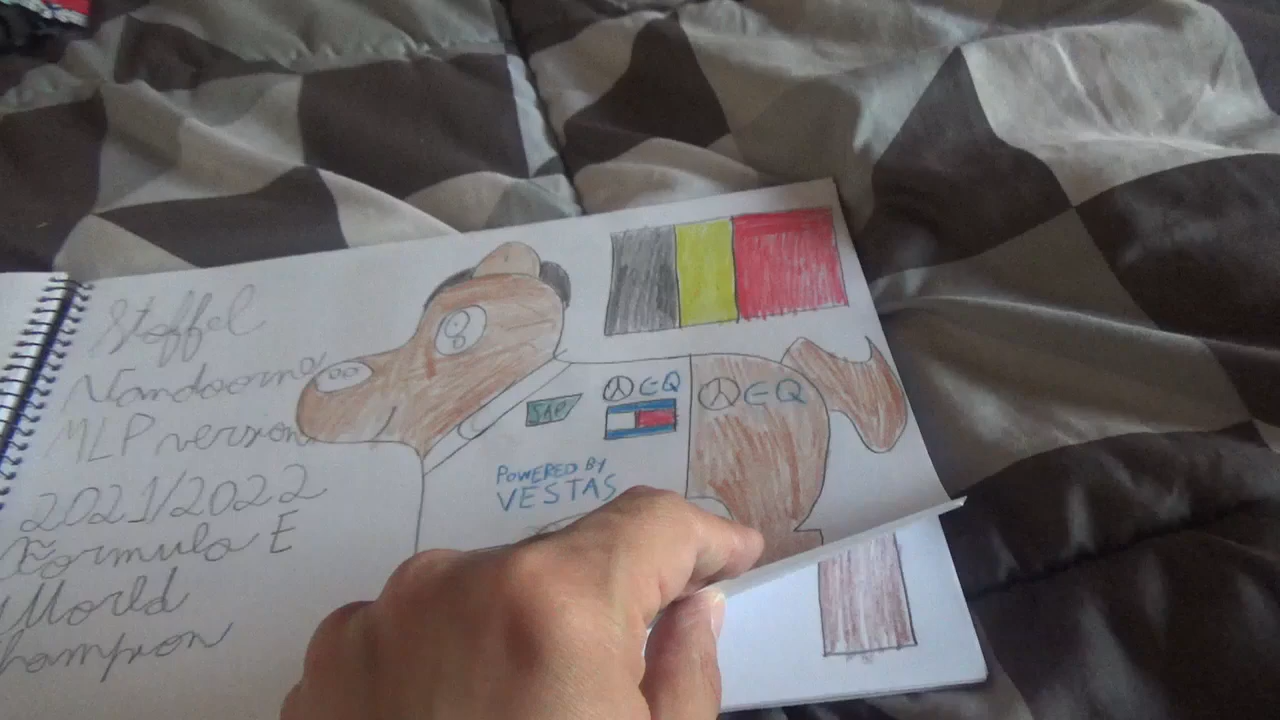 Stoffel
Vandoorne
MLP version
2021/2022
Formula E
World
Champion
SAP
EQ
EQ
POWERED BY
VESTAS